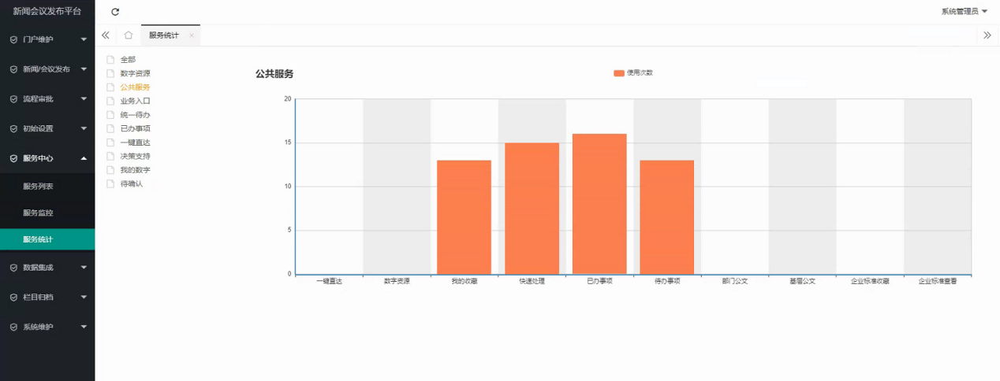 新闻会议发布平台
系统管理员
门户维护
新闻/会议发布
流程审批
初始设置
服务中心
服务列表
服务监控
服务统计
数据集成
栏目归档
系统维护
服务统计 ×
全部
数字资源
公共服务
业务入口
统一待办
已办事项
一键直达
决策支持
我的数字
待确认
公共服务
使用次数
20
15
10
5
0
一键直达 数字资源 我的收藏 快速处理 已办事项 待办事项 部门公文 基层公文 企业标准收藏 企业标准查看